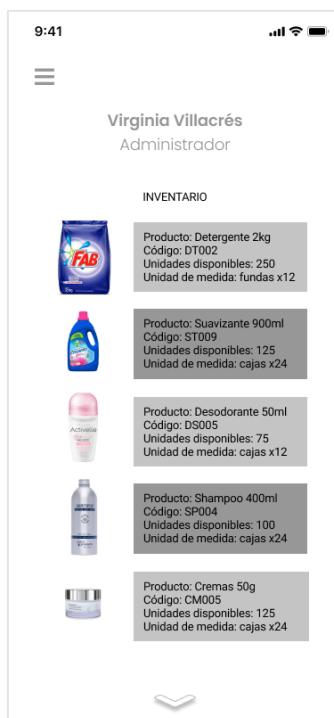 9:41
Virginia Villacrés
Administrador
INVENTARIO
FAB
2kg
Producto: Detergente 2kg
Código: DT002
Unidades disponibles: 250
Unidad de medida: fundas x12
Producto: Suavizante 900ml
Código: ST009
Unidades disponibles: 125
Unidad de medida: cajas x24
Activelle
Producto: Desodorante 50ml
Código: DS005
Unidades disponibles: 75
Unidad de medida: cajas x12
Producto: Shampoo 400ml
Código: SP004
Unidades disponibles: 100
Unidad de medida: cajas x24
Producto: Cremas 50g
Código: CM005
Unidades disponibles: 125
Unidad de medida: cajas x24